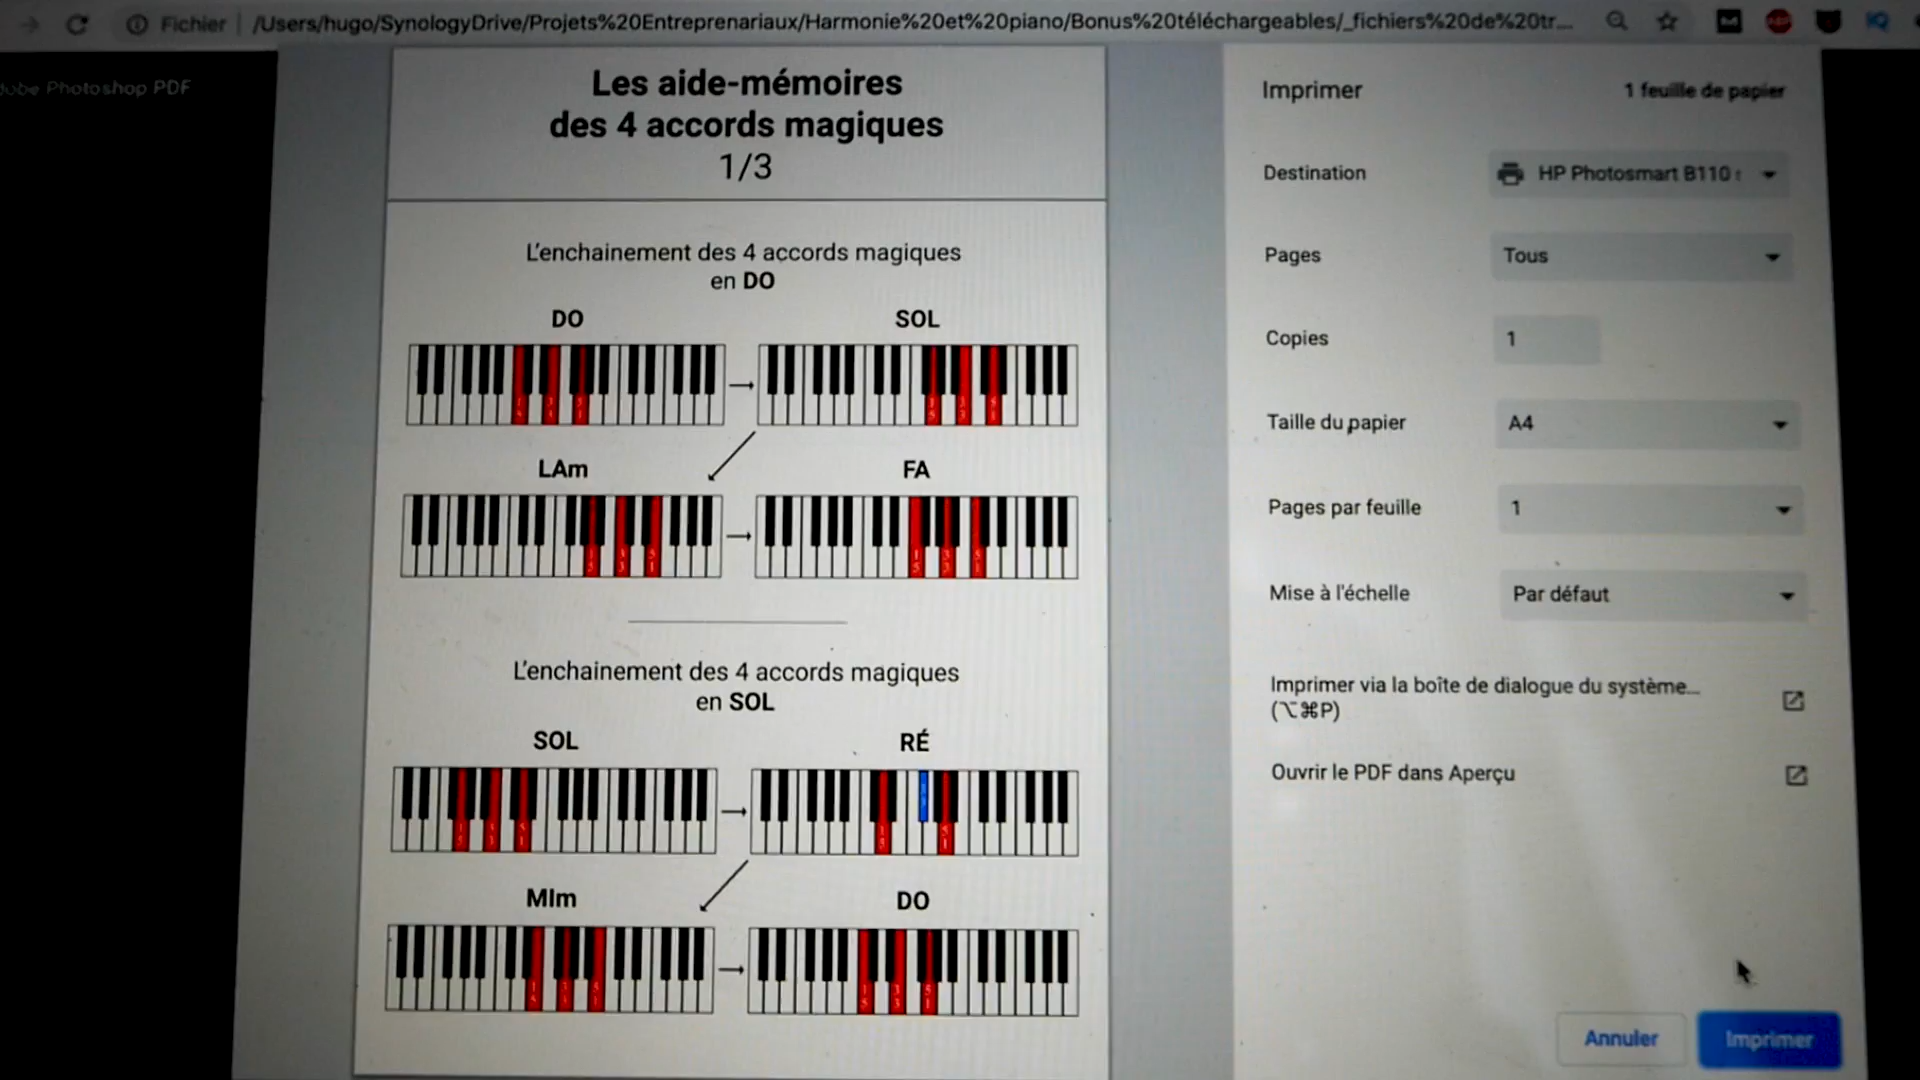 Fichier | /Users/hugo/SynologyDrive/Projets%20Entreprenariaux/Harmonie%20et%20piano/Bonus%20téléchargeables/_fichiers%20de%20tr...
Photoshop PDF
Les aide-mémoires
des 4 accords magiques
1/3
L'enchainement des 4 accords magiques
en DO
DO
SOL
LAm
FA
L'enchainement des 4 accords magiques
en SOL
SOL
RÉ
MIm
DO
Imprimer
1 feuille de papier
Destination
HP Photosmart B110
Pages
Tous
Copies
1
Taille du papier
A4
Pages par feuille
1
Mise à l'échelle
Par défaut
Imprimer via la boîte de dialogue du système...
(⌥⌘P)
Ouvrir le PDF dans Aperçu
Annuler
Imprimer